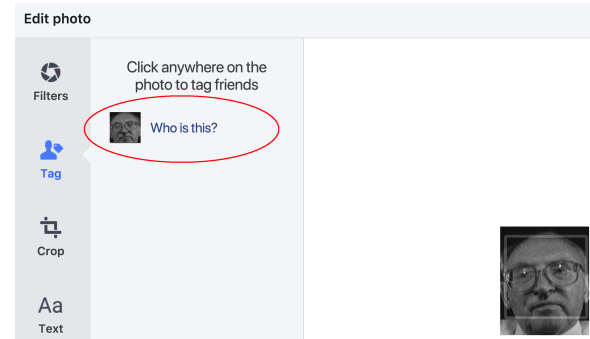 Edit photo
Filters
Tag
Crop
Aa
Text
Click anywhere on the
photo to tag friends
Who is this?